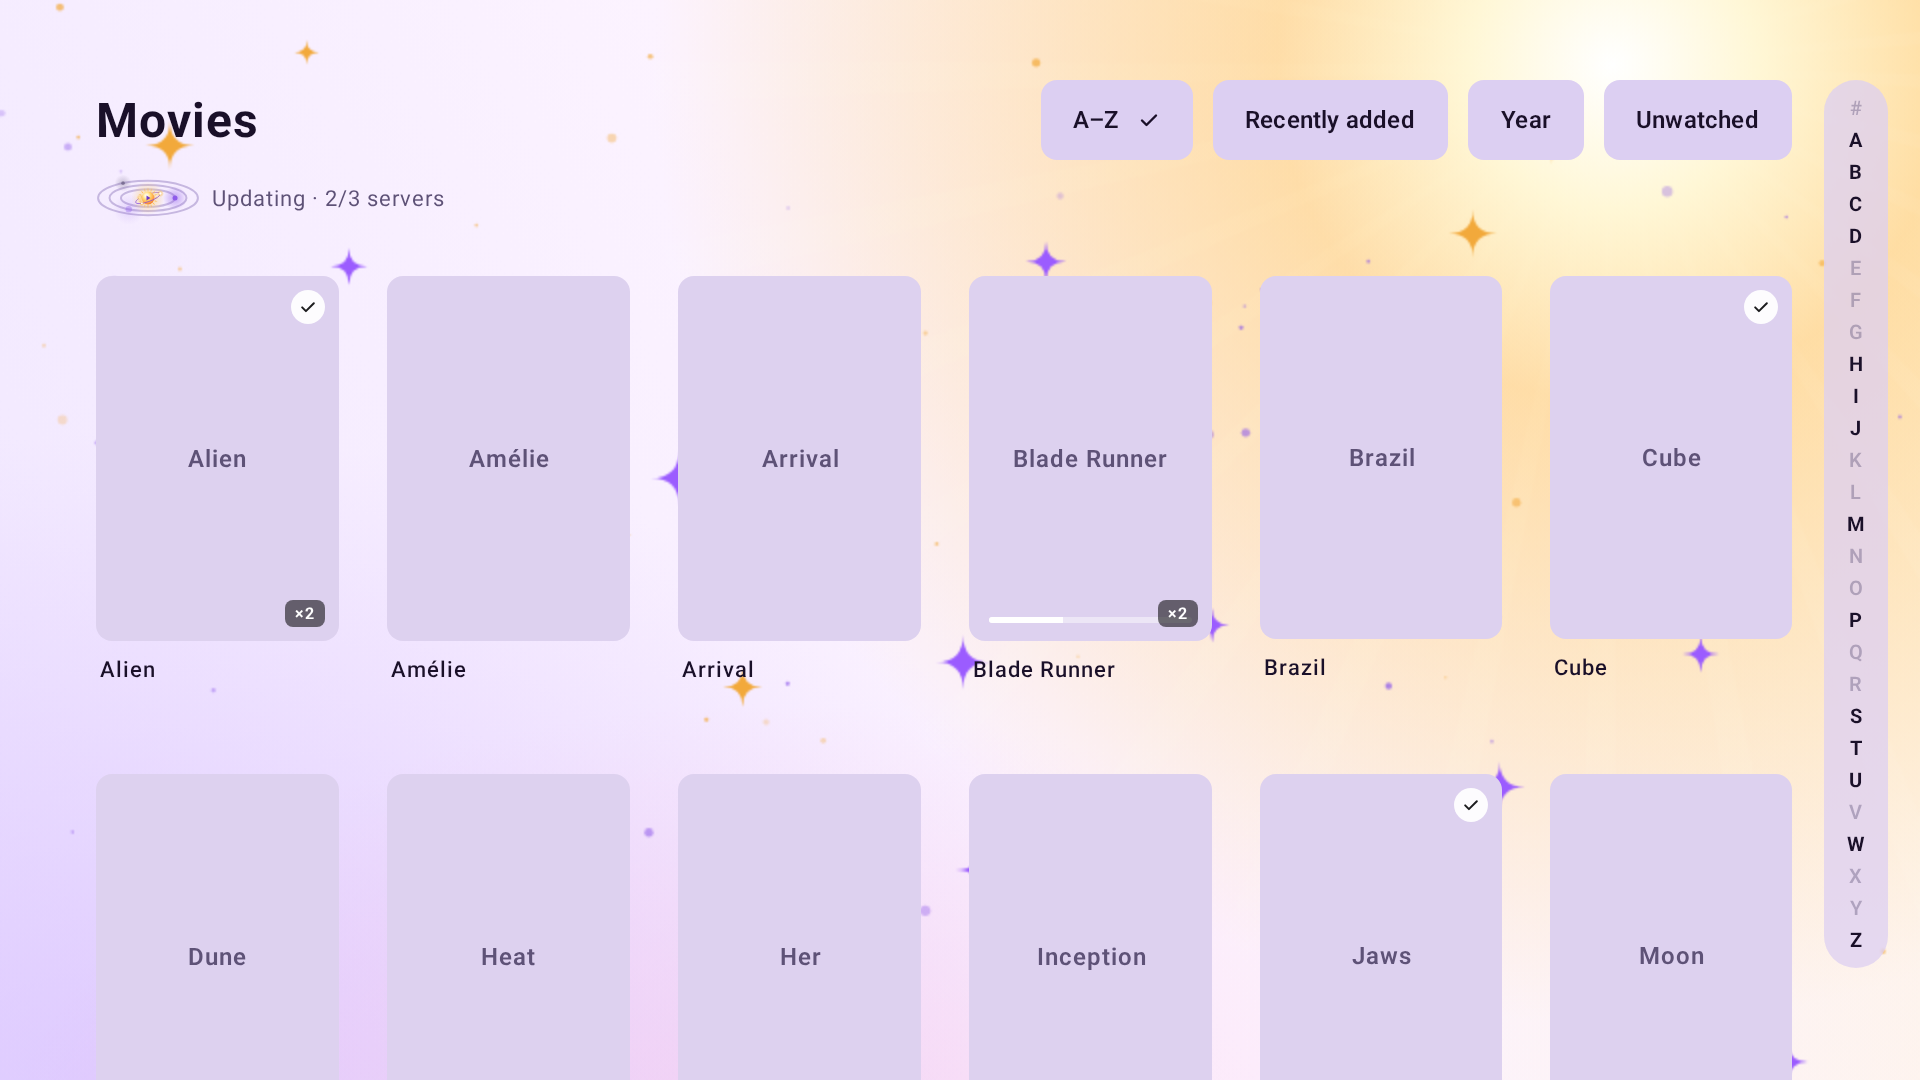 Movies
A–Z
Recently added
Year
Unwatched
Updating · 2/3 servers
Alien
×2
Amélie
Arrival
Blade Runner
×2
Brazil
Cube
Alien
Amélie
Arrival
Blade Runner
Brazil
Cube
Dune
Heat
Her
Inception
Jaws
Moon
#
A
B
C
D
E
F
G
H
I
J
K
L
M
N
O
P
Q
R
S
T
U
V
W
X
Y
Z